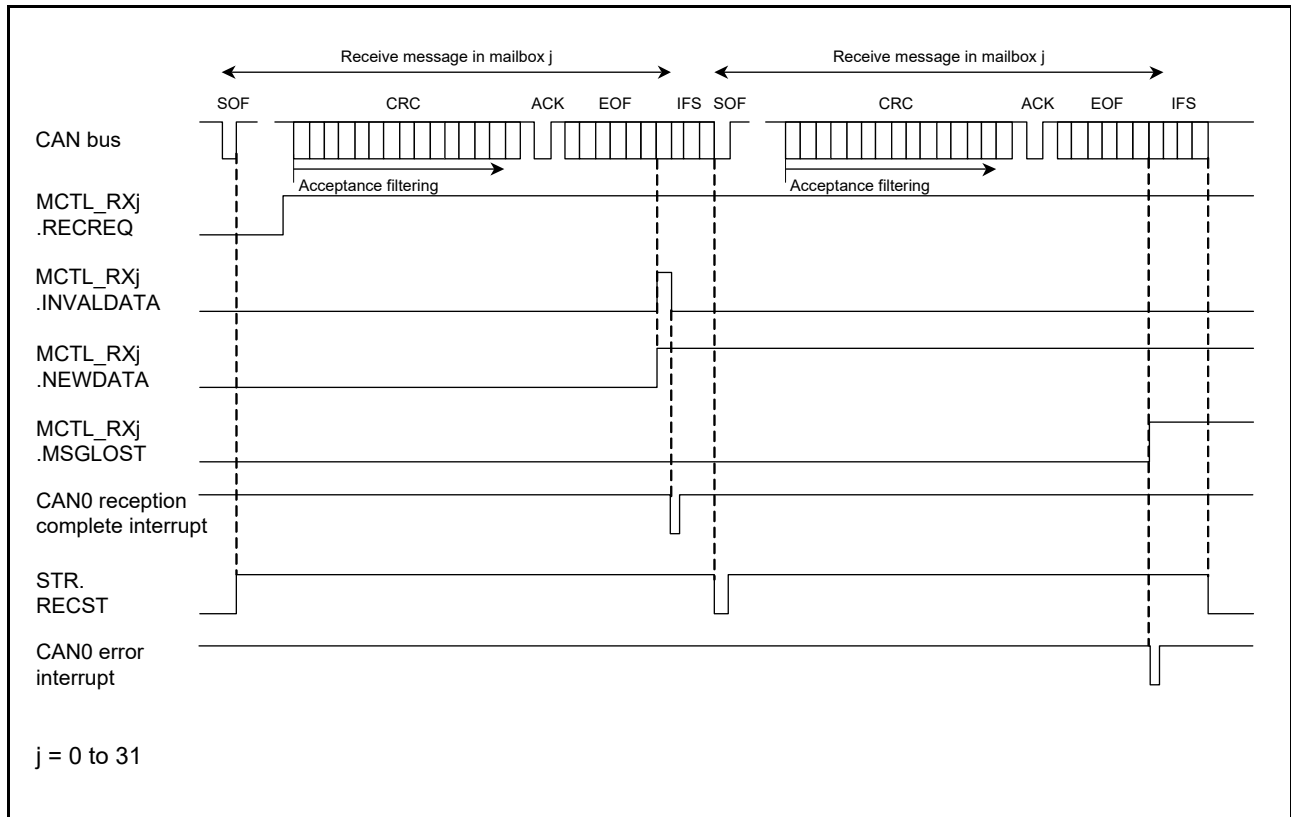 Receive message in mailbox j Receive message in mailbox j
SOF CRC ACK EOF IFS SOF CRC ACK EOF IFS
CAN bus
Acceptance filtering Acceptance filtering
MCTL_RXj
.RECREQ
MCTL_RXj
.INVALDATA
MCTL_RXj
.NEWDATA
MCTL_RXj
.MSGLOST
CAN0 reception
complete interrupt
STR.
RECST
CAN0 error
interrupt
j = 0 to 31